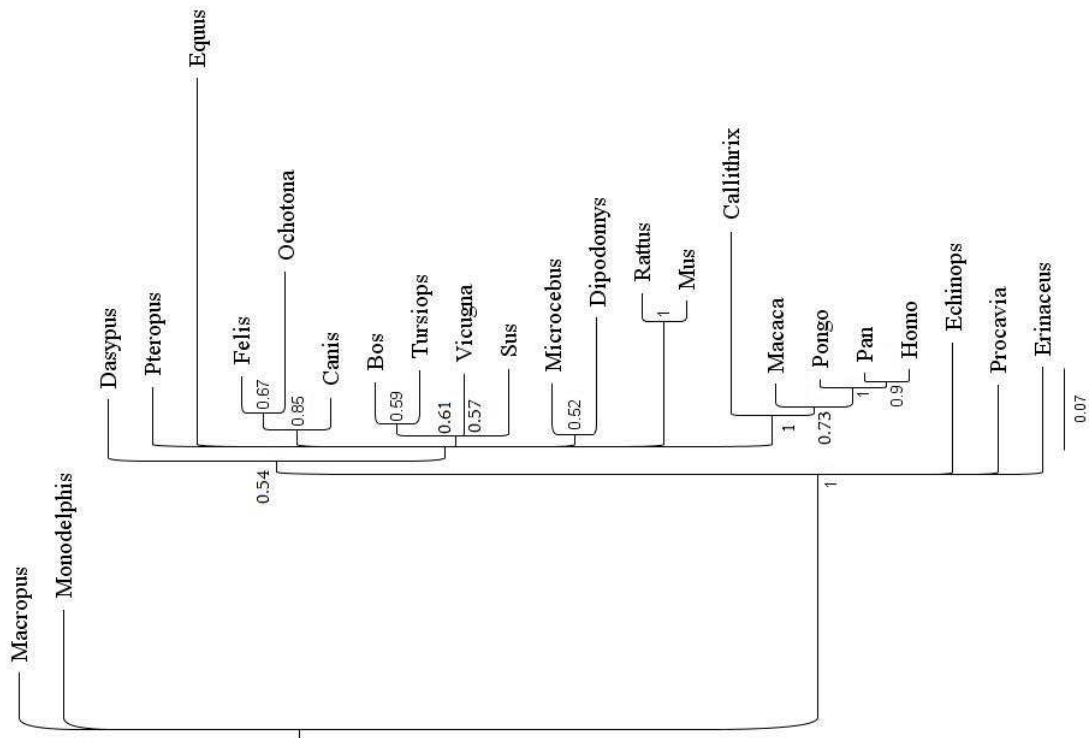 Macropus
Monodelphis
Dasypus
Pteropus
Equus
Felis
Ochotona
Canis
Bos
Tursiops
Vicugna
Sus
Microcebus
Dipodomys
Rattus
Mus
Callithrix
Macaca
Pongo
Pan
Homo
Echinops
Procavia
Erinaceus
0.54
0.67
0.85
0.59
0.61
0.57
0.52
1
1
0.73
1
0.9
1
0.07